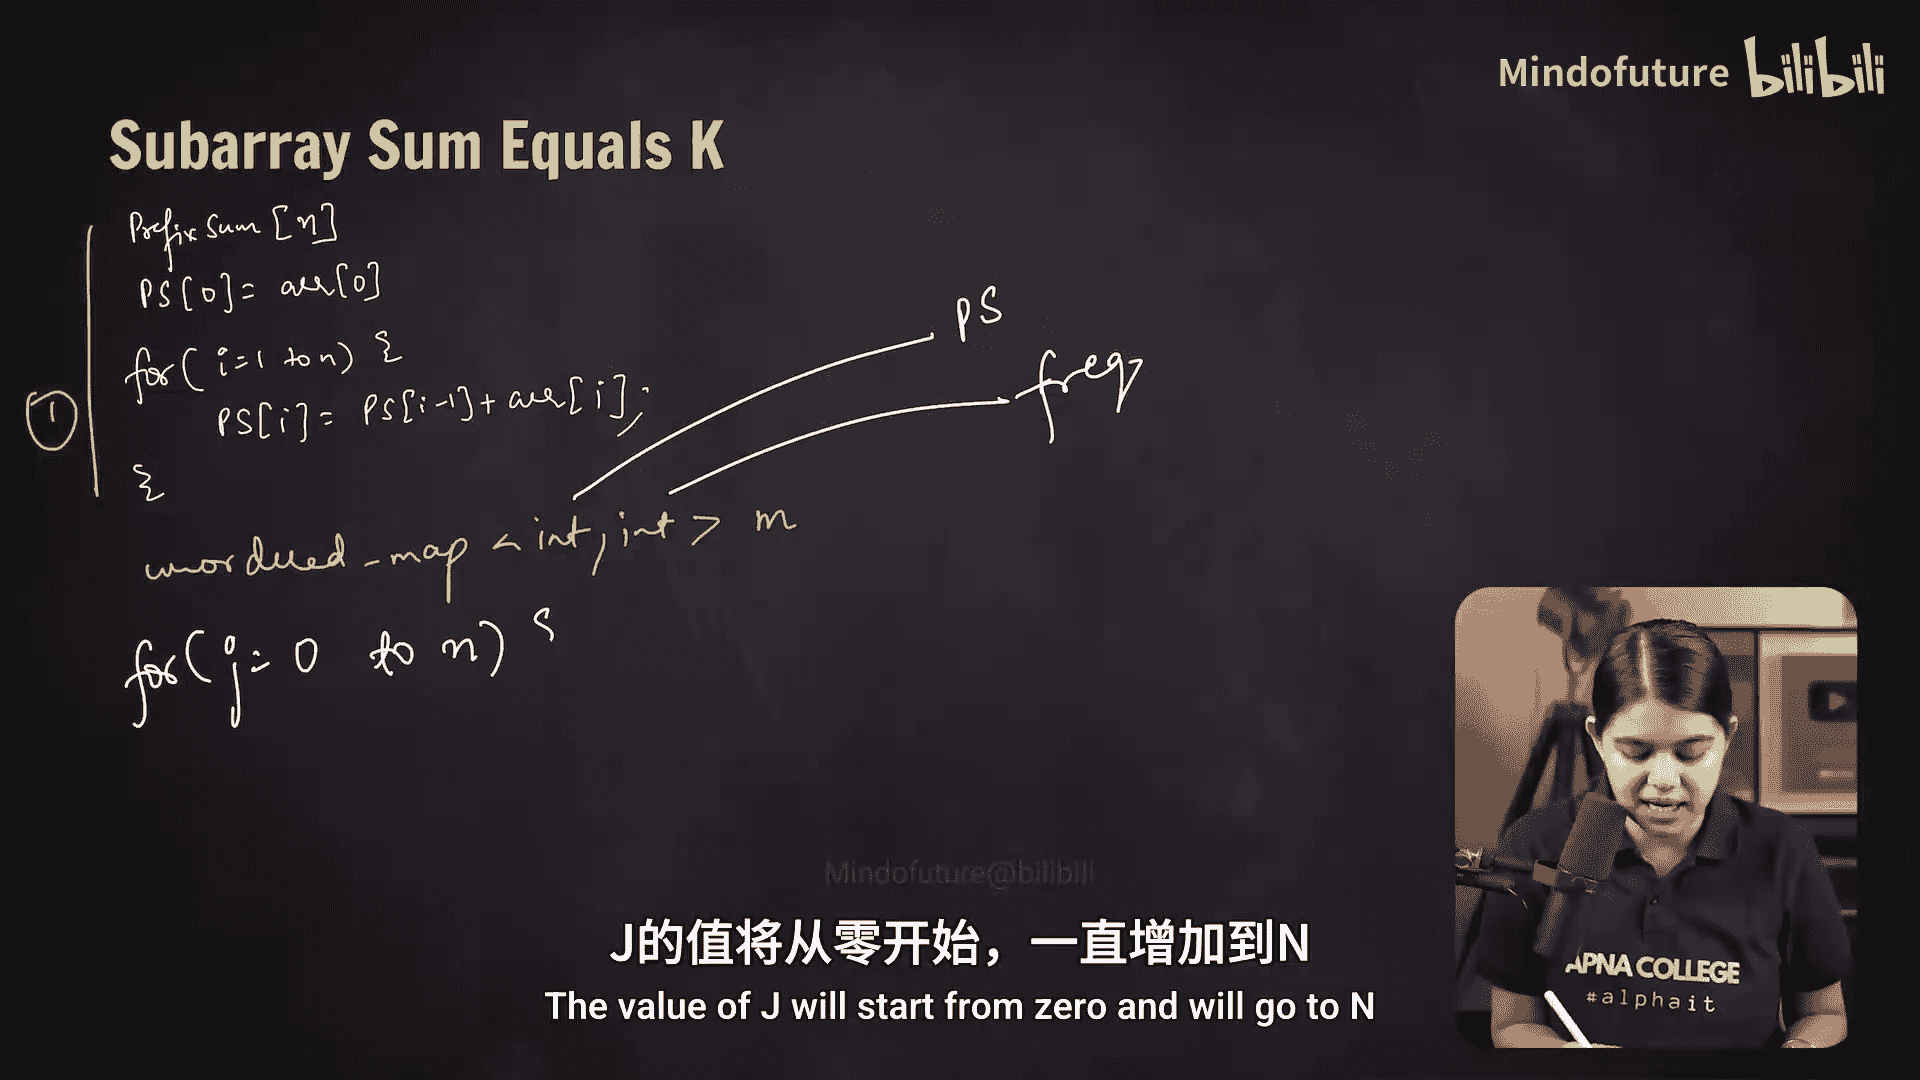 Mindofuture bilibili
Subarray Sum Equals K
Prefix Sum [n]
PS[0]= arr[0]
for( i=1 to n) {
PS[i]= PS[i-1]+ arr[i];
}
unordered_map <int, int> m
PS
freq
for( j= 0 to n) {
Mindofuture@bilibili
APNA COLLEGE
#alphait
J的值将从零开始，一直增加到N
The value of J will start from zero and will go to N
1